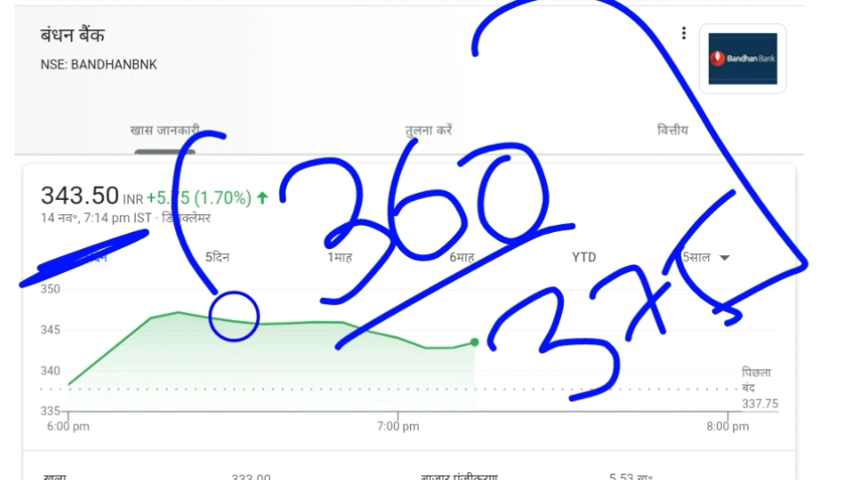 बंधन बैंक
NSE: BANDHANBNK
Bandhan Bank
खास जानकारी
तुलना करें
वित्तीय
343.50 INR +5.75 (1.70%)
14 नव॰, 7:14 pm IST · डिस्क्लेमर
5दिन
1माह
6माह
YTD
5साल
360
375
350
345
340
335
पिछला
बंद
337.75
6:00 pm
7:00 pm
8:00 pm
खुला
333.00
बाज़ार पूंजीकरण
5.53 ख॰